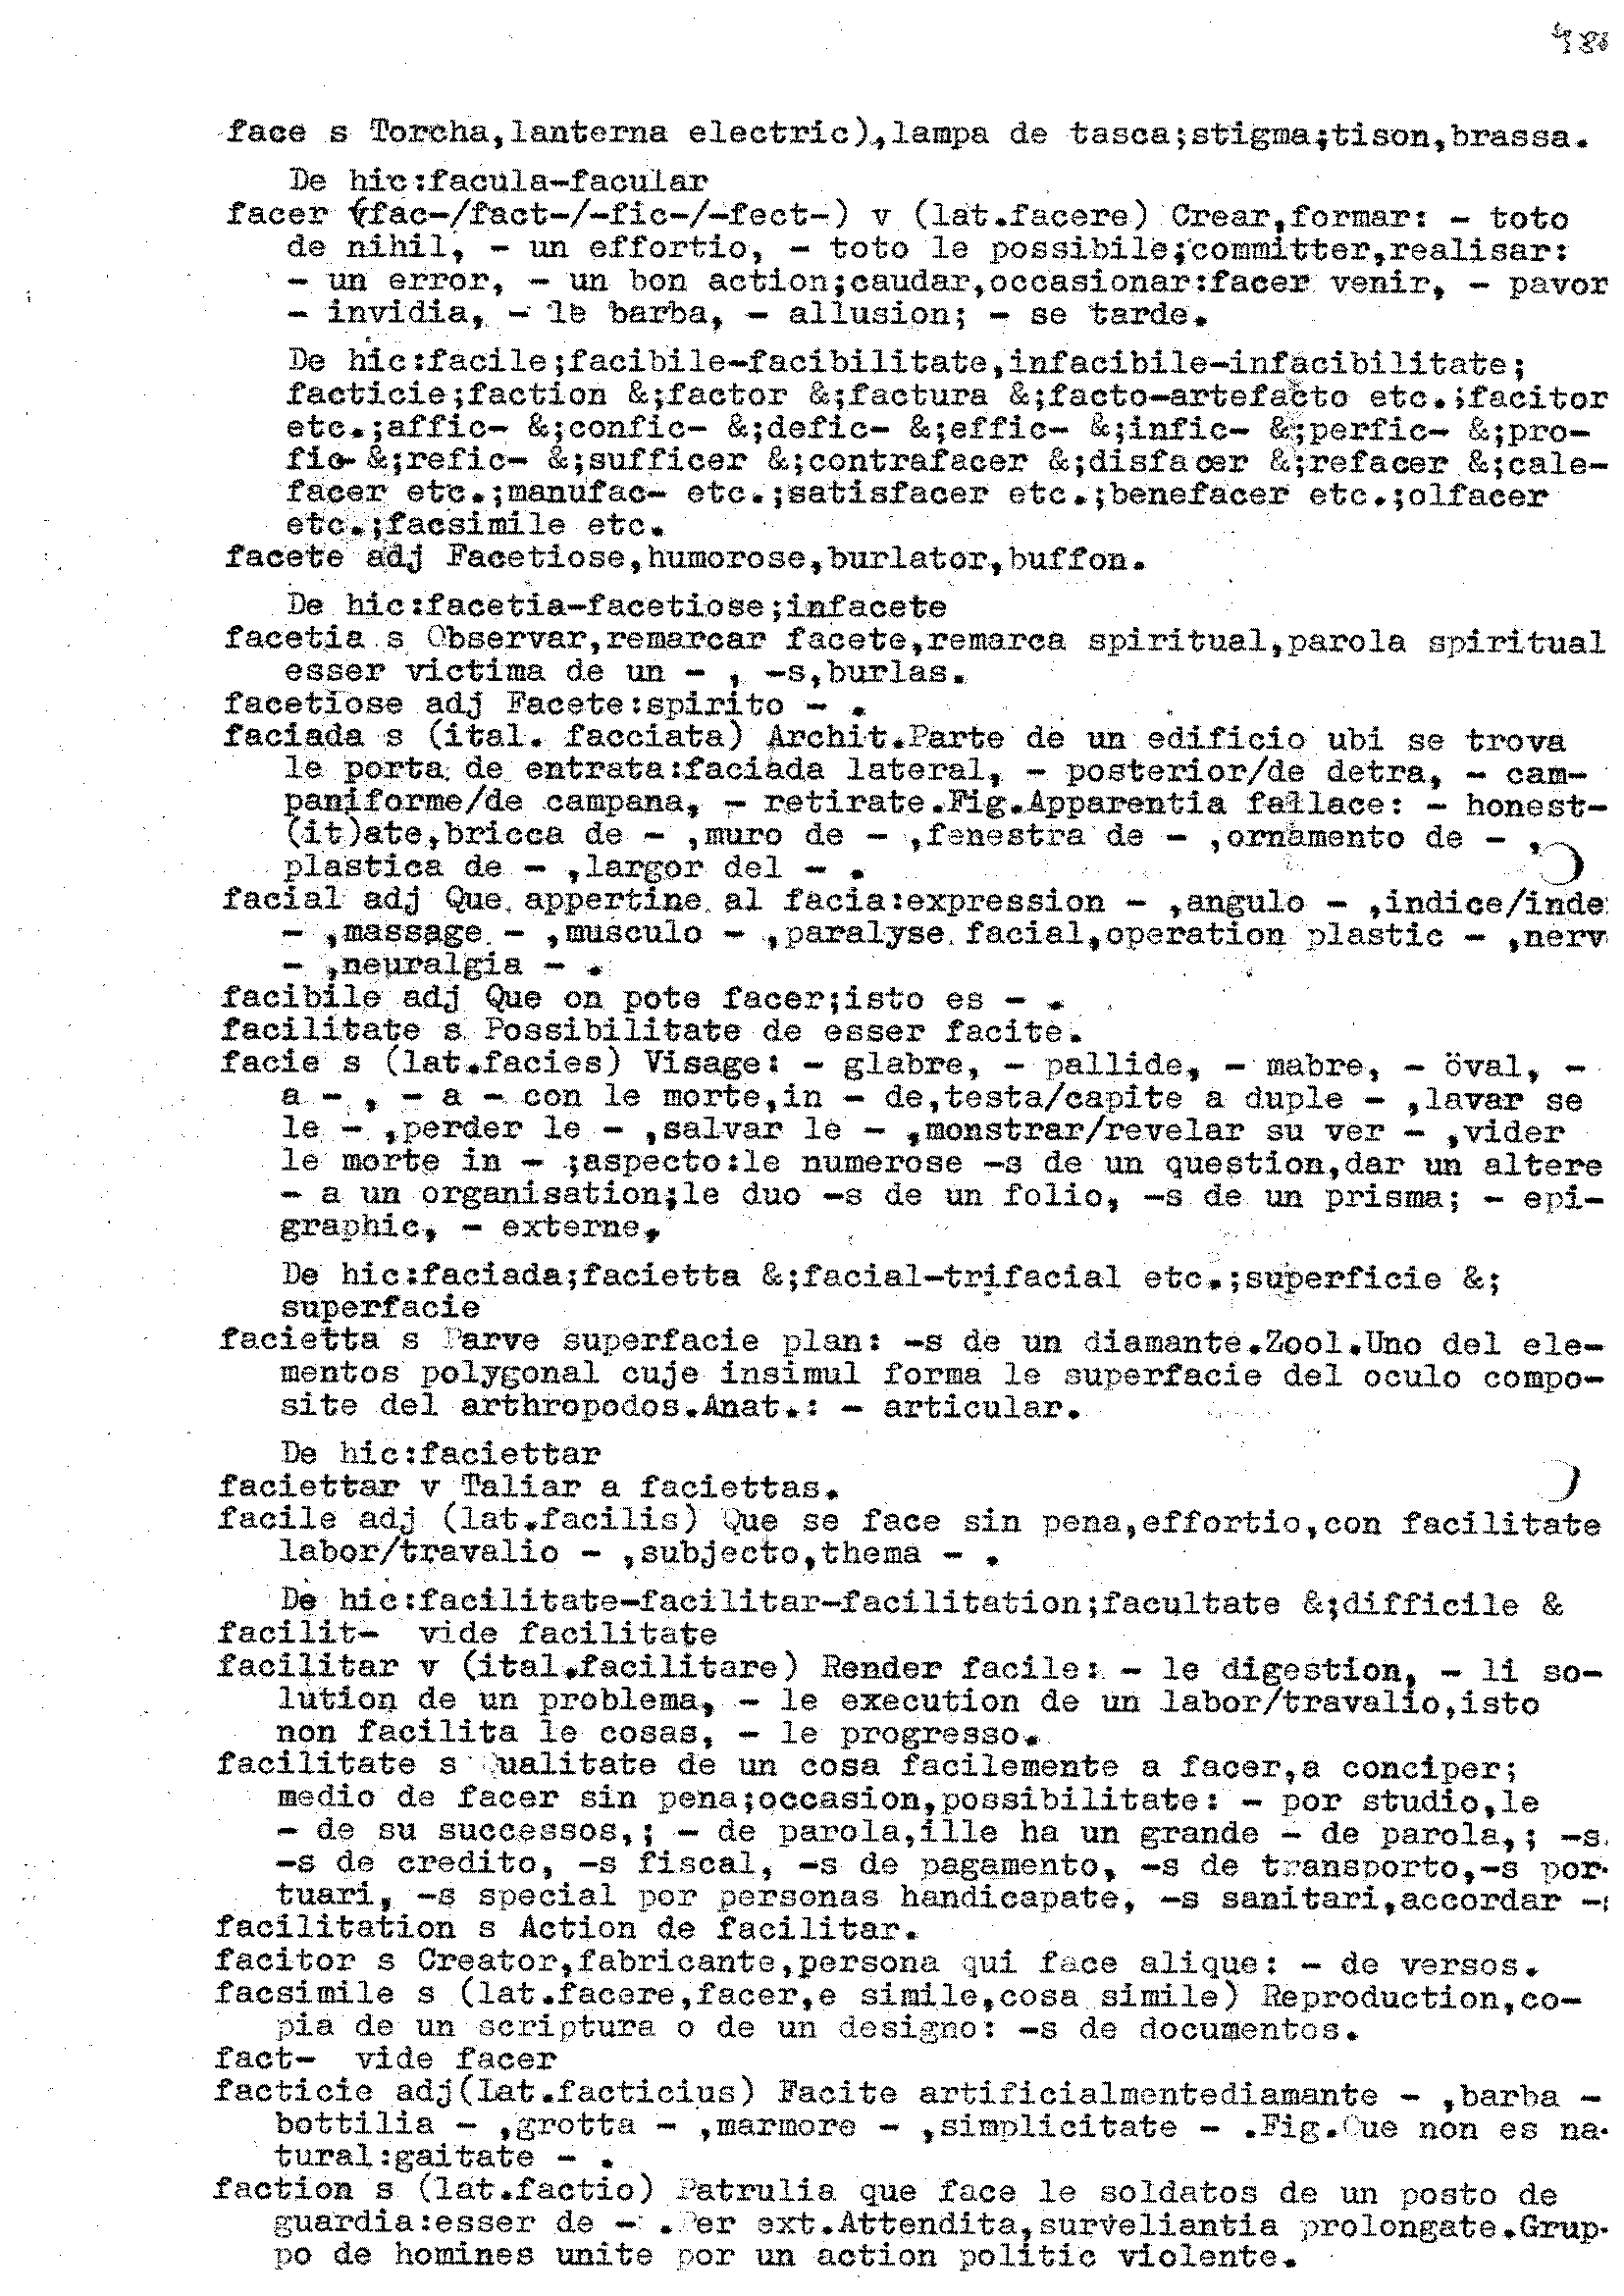 face s Torcha,lanterna electric).,lampa de tasca;stigma;tison,brassa.
De hic:facula-facular
facer (fac-/fact-/-fic-/-fect-) v (lat.facere) Crear,formar: - toto
de nihil, - un effortio, - toto le possibile;committer,realisar:
- un error, - un bon action;caudar,occasionar:facer venir, - pavor
- invidia, - le barba, - allusion; - se tarde.
De hic:facile;facibile-facibilitate,infacibile-infacibilitate;
facticie;faction &;factor &;factura &;facto-artefacto etc.;facitor
etc.;affic- &;confic- &;defic- &;effic- &;infic- &;perfic- &;pro-
fic- &;refic- &;sufficer &;contrafacer &;disfacer &;refacer &;cale-
facer etc.;manufac- etc.;satisfacer etc.;benefacer etc.;olfacer
etc.;facsimile etc.
facete adj Facetiose,humorose,burlator,buffon.
De hic:facetia-facetiose;infacete
facetia s Observar,remarcar facete,remarca spiritual,parola spiritual
esser victima de un - , -s,burlas.
facetiose adj Facete:spirito - .
faciada s (ital. facciata) Archit.Parte de un edificio ubi se trova
le porta de entrata:faciada lateral, - posterior/de detra, - cam-
paniforme/de campana, - retirate.Fig.Apparentia fallace: - honest-
(it)ate,bricca de - ,muro de - ,fenestra de - ,ornamento de - ,
plastica de - ,largor del - .
facial adj Que appertine al facia:expression - ,angulo - ,indice/inde
- ,massage - ,musculo - ,paralyse facial,operation plastic - ,nerv
- ,neuralgia - .
facibile adj Que on pote facer;isto es - .
facilitate s Possibilitate de esser facite.
facie s (lat.facies) Visage: - glabre, - pallide, - mabre, - öval, -
a - , - a - con le morte,in - de,testa/capite a duple - ,lavar se
le - ,perder le - ,salvar le - ,monstrar/revelar su ver - ,vider
le morte in - ;aspecto:le numerose -s de un question,dar un altere
- a un organisation;le duo -s de un folio, -s de un prisma; - epi-
graphic, - externe,
De hic:faciada;facietta &;facial-trifacial etc.;superficie &;
superfacie
facietta s Parve superfacie plan: -s de un diamante.Zool.Uno del ele-
mentos polygonal cuje insimul forma le superfacie del oculo compo-
site del arthropodos.Anat.: - articular.
De hic:faciettar
faciettar v Taliar a faciettas.
facile adj (lat.facilis) Que se face sin pena,effortio,con facilitate
labor/travalio - ,subjecto,thema - .
De hic:facilitate-facilitar-facilitation;facultate &;difficile &
facilit- vide facilitate
facilitar v (ital.facilitare) Render facile: - le digestion, - li so-
lution de un problema, - le execution de un labor/travalio,isto
non facilita le cosas, - le progresso.
facilitate s Qualitate de un cosa facilemente a facer,a conciper;
medio de facer sin pena;occasion,possibilitate: - por studio,le
- de su successos,; - de parola,ille ha un grande - de parola,; -s
-s de credito, -s fiscal, -s de pagamento, -s de transporto,-s por-
tuari, -s special por personas handicapate, -s sanitari,accordar -s
facilitation s Action de facilitar.
facitor s Creator,fabricante,persona qui face alique: - de versos.
facsimile s (lat.facere,facer,e simile,cosa simile) Reproduction,co-
pia de un scriptura o de un designo: -s de documentos.
fact- vide facer
facticie adj(lat.facticius) Facite artificialmentediamante - ,barba -
bottilia - ,grotta - ,marmore - ,simplicitate - .Fig.Que non es na-
tural:gaitate - .
faction s (lat.factio) Patrulia que face le soldatos de un posto de
guardia:esser de - .Per ext.Attendita,surveliantia prolongate.Grup-
po de homines unite por un action politic violente.